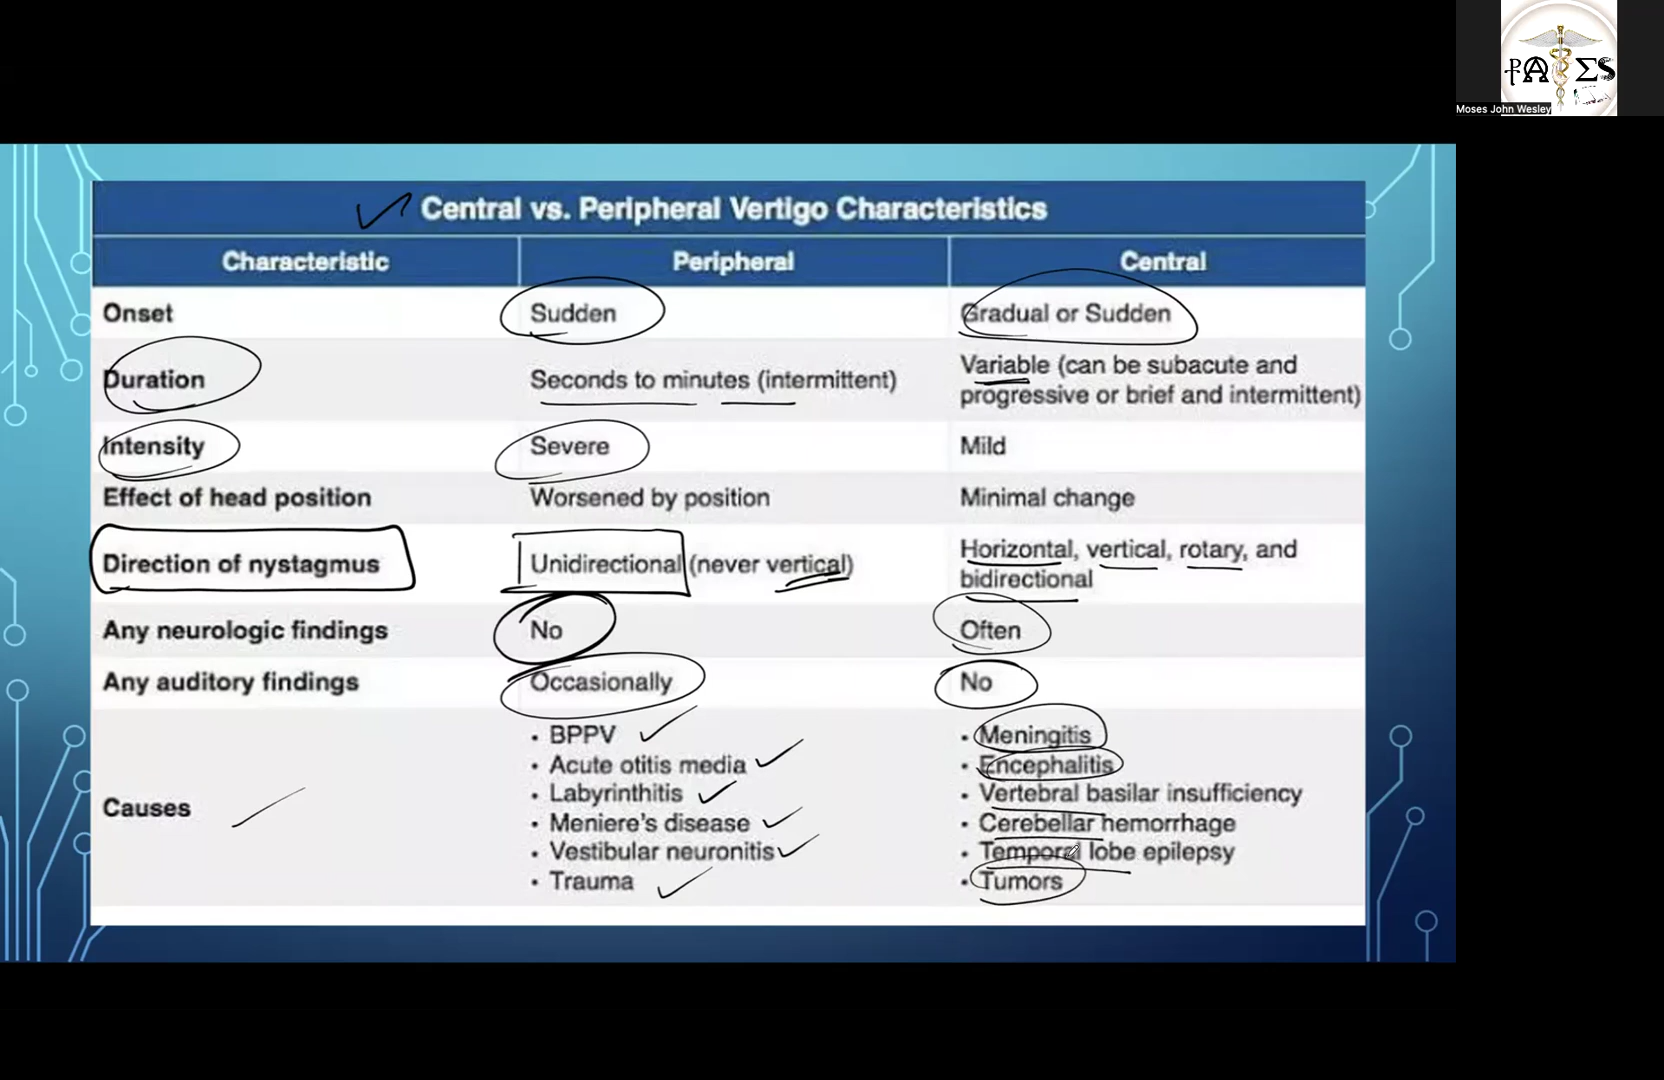 PA ES
Moses John Wesley
Central vs. Peripheral Vertigo Characteristics
Characteristic Peripheral Central
Onset Sudden Gradual or Sudden
Duration Seconds to minutes (intermittent) Variable (can be subacute and
progressive or brief and intermittent)
Intensity Severe Mild
Effect of head position Worsened by position Minimal change
Direction of nystagmus Unidirectional (never vertical) Horizontal, vertical, rotary, and
bidirectional
Any neurologic findings No Often
Any auditory findings Occasionally No
Causes
• BPPV
• Acute otitis media
• Labyrinthitis
• Meniere's disease
• Vestibular neuronitis
• Trauma
• Meningitis
• Encephalitis
• Vertebral basilar insufficiency
• Cerebellar hemorrhage
• Temporal lobe epilepsy
• Tumors